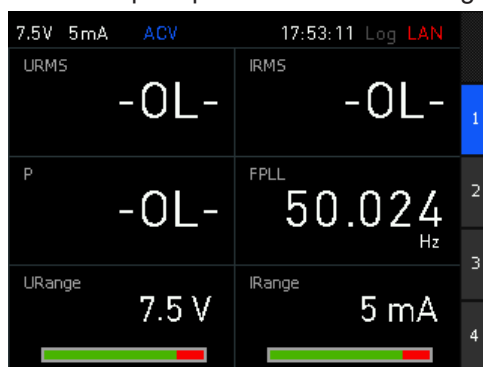 7.5V 5mA ACV 17:53:11 Log LAN
URMS IRMS
-OL- -OL-
1
P FPLL
-OL- 50.024
Hz
2
3
URange IRange
7.5 V 5 mA
4